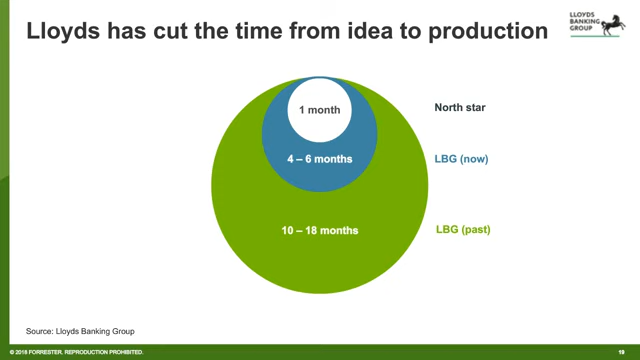 Lloyds has cut the time from idea to production
LLOYDS
BANKING
GROUP
1 month
North star
4 – 6 months
LBG (now)
10 – 18 months
LBG (past)
Source: Lloyds Banking Group
© 2018 FORRESTER. REPRODUCTION PROHIBITED.
19